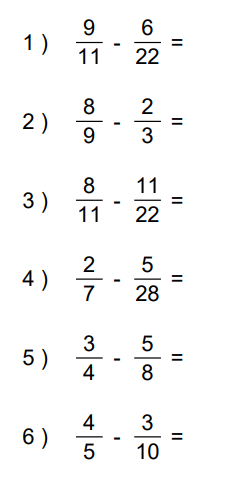 1 ) 9/11 - 6/22 =
2 ) 8/9 - 2/3 =
3 ) 8/11 - 11/22 =
4 ) 2/7 - 5/28 =
5 ) 3/4 - 5/8 =
6 ) 4/5 - 3/10 =